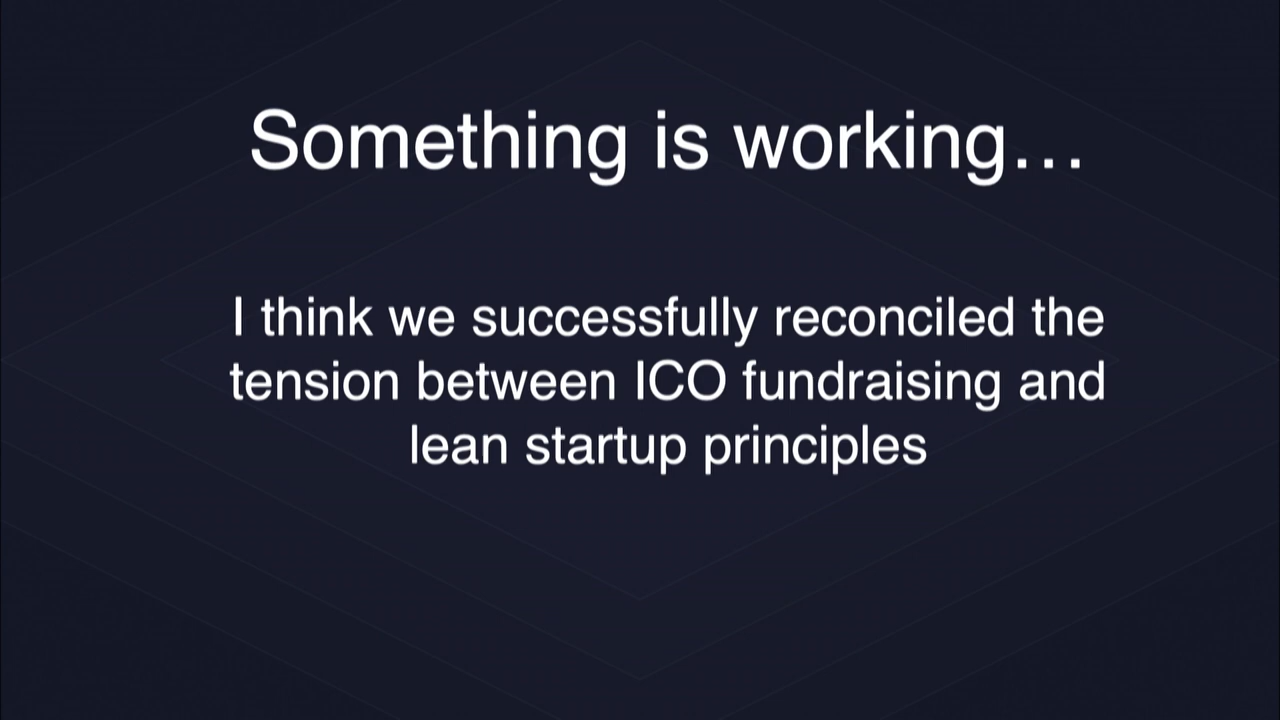 Something is working…
I think we successfully reconciled the
tension between ICO fundraising and
lean startup principles